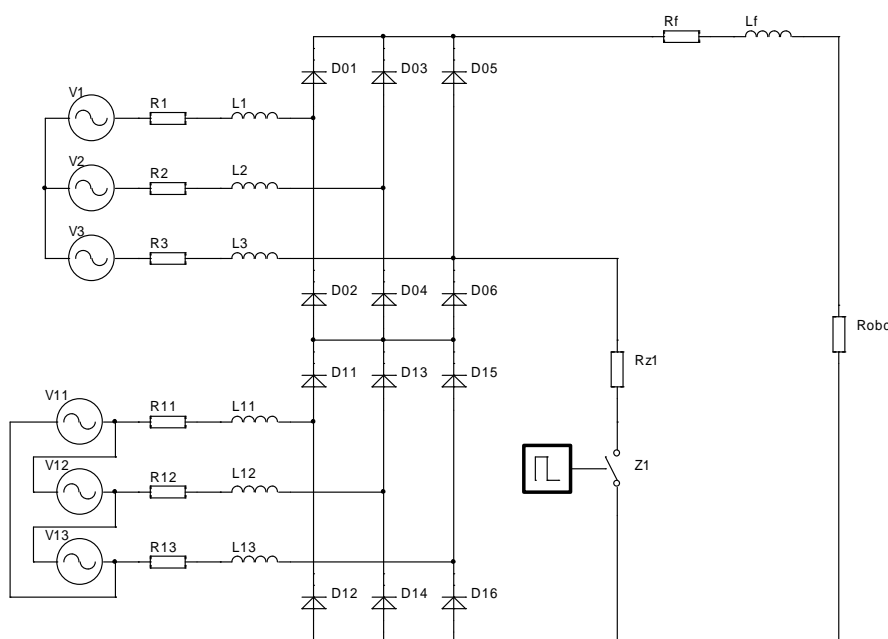 Rf Lf
D01 D03 D05
V1 R1 L1
V2 R2 L2
V3 R3 L3
D02 D04 D06
Robc
Rz1
D11 D13 D15
V11 R11 L11
V12 R12 L12
Z1
V13 R13 L13
D12 D14 D16